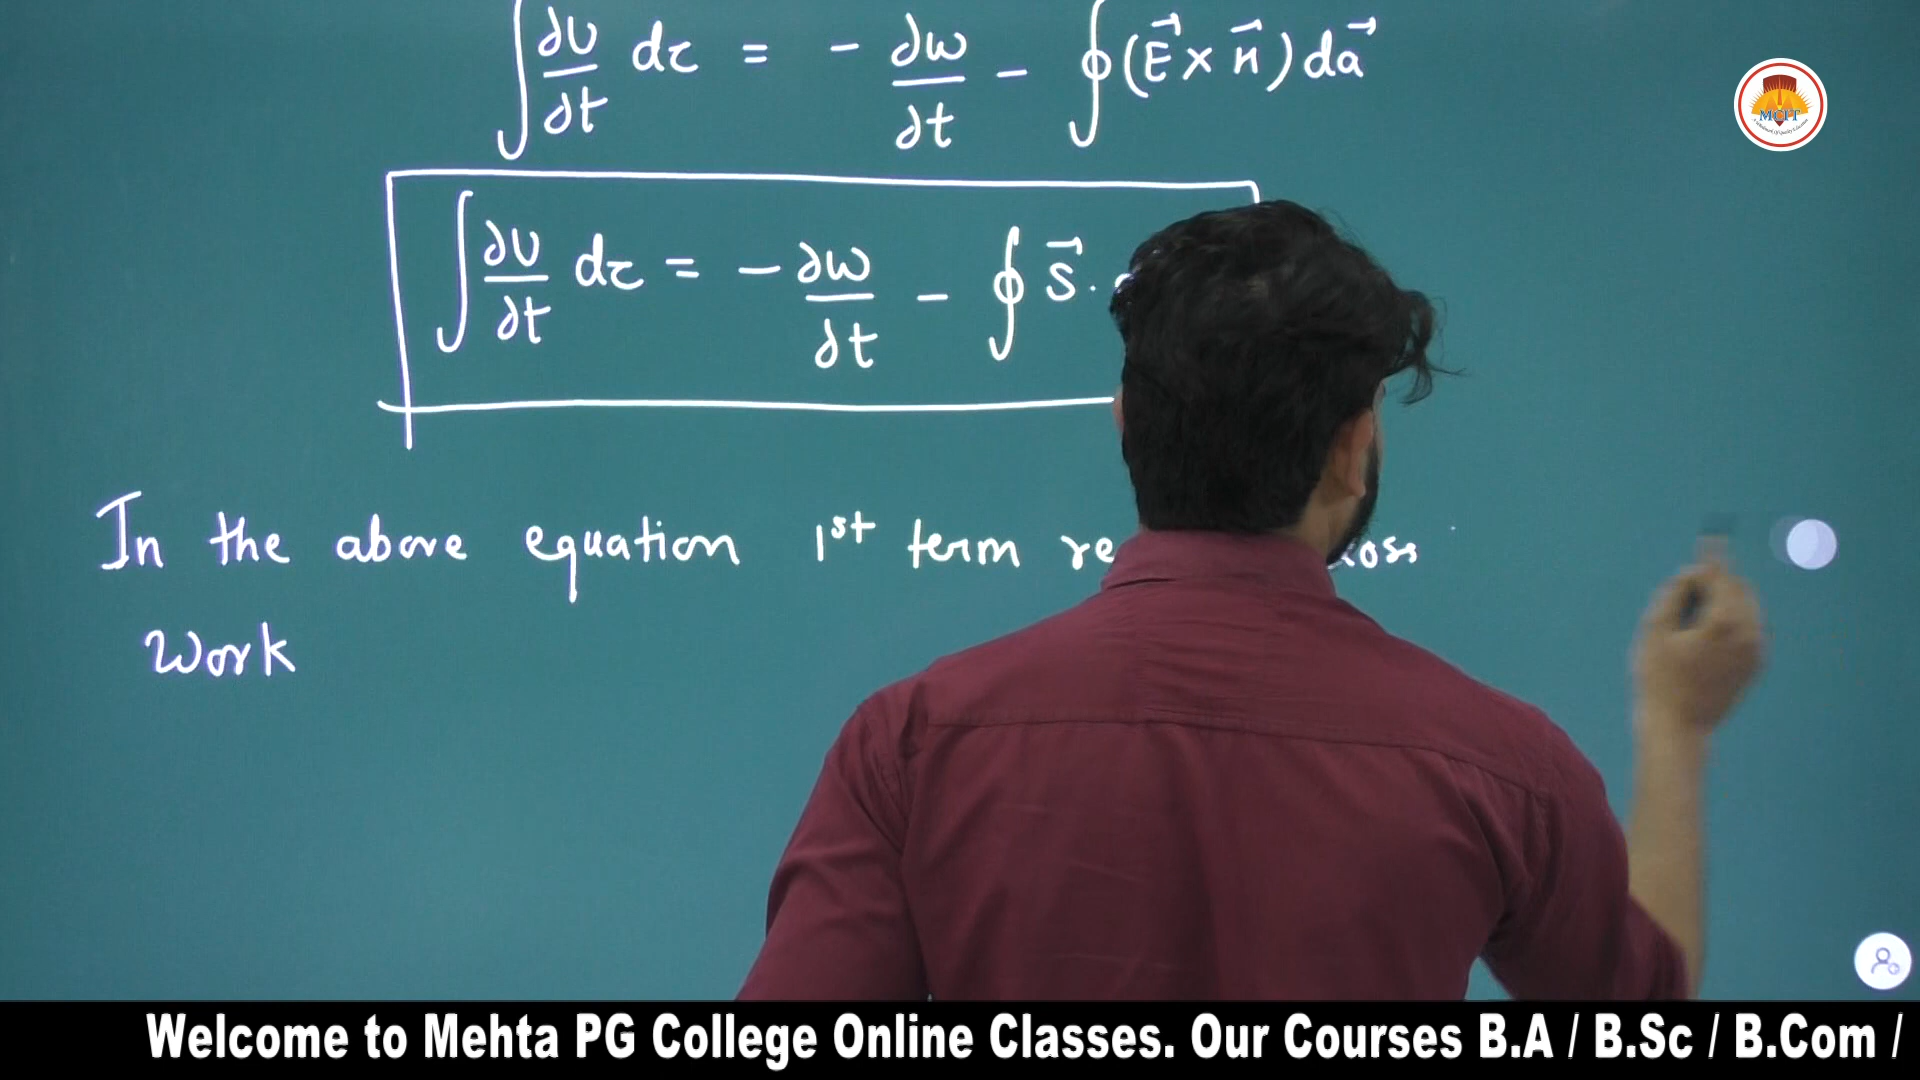 ∫ ∂U/∂t dτ = - ∂w/∂t - ∮ (E⃗ x n⃗) da⃗
∫ ∂U/∂t dτ = - ∂w/∂t - ∮ S⃗ .
In the above equation 1st term
Work
MCPT
Welcome to Mehta PG College Online Classes. Our Courses B.A / B.Sc / B.Com /